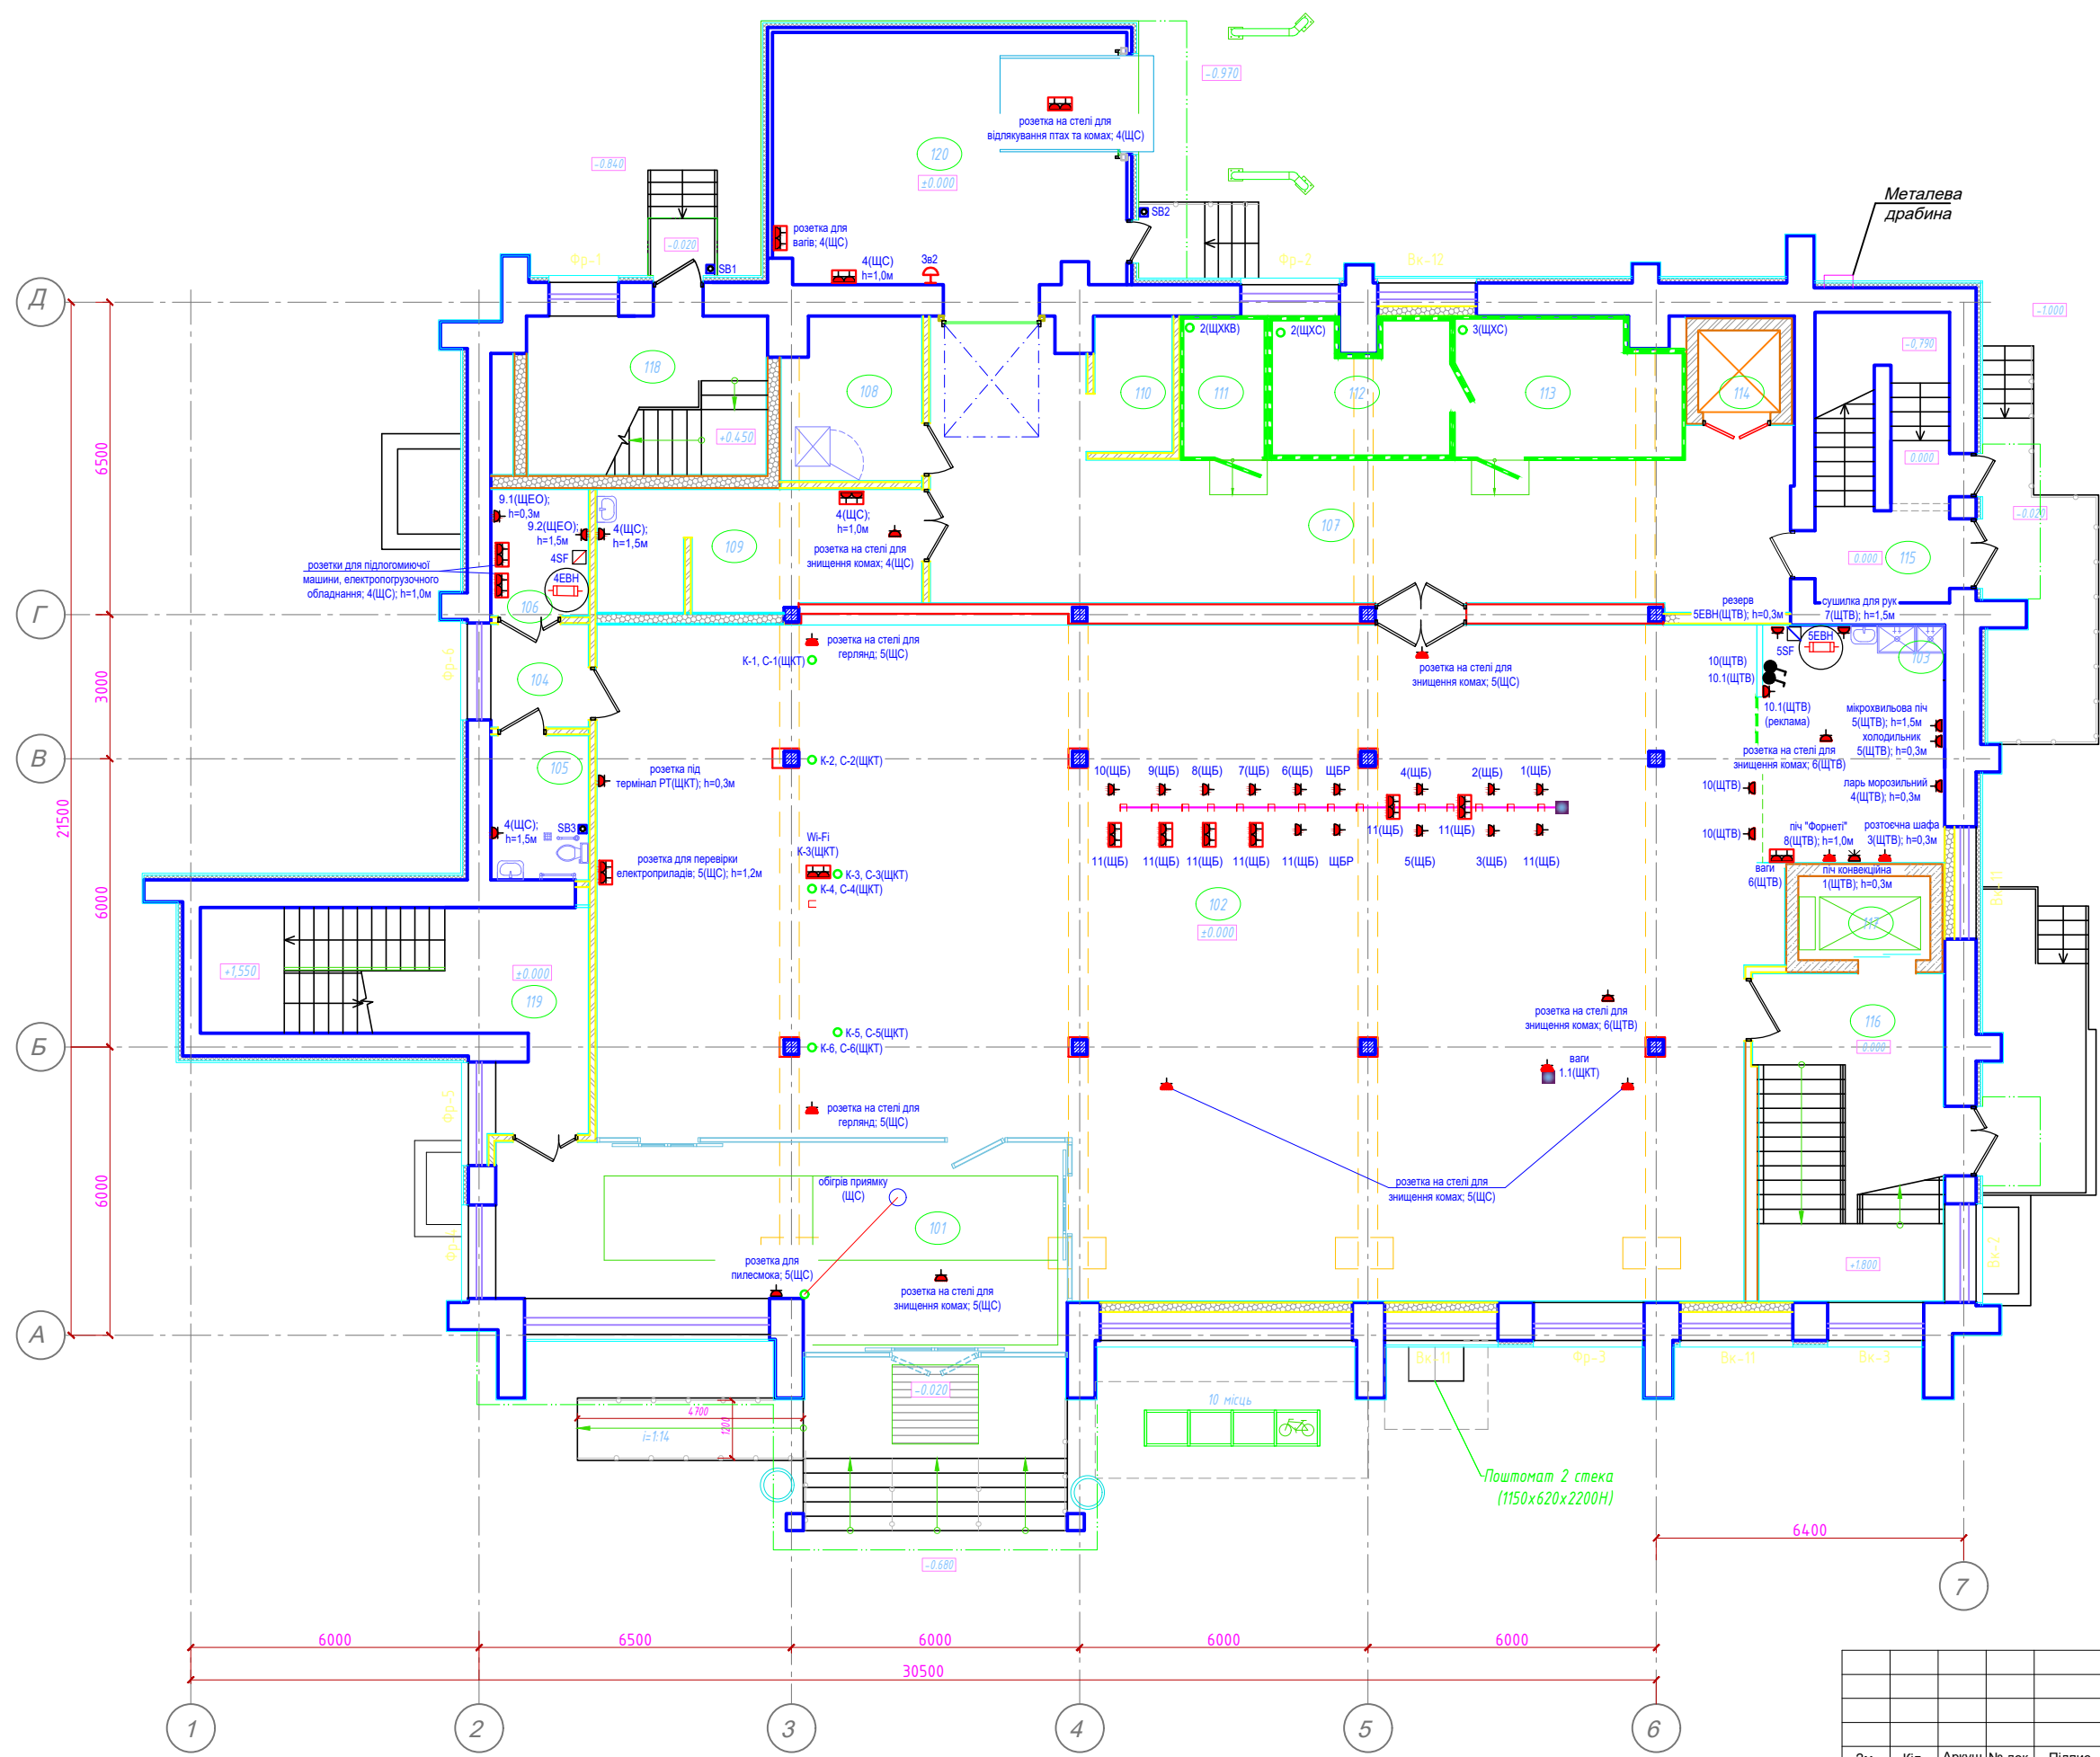 -0.970
розетка на стелі для
відлякування птах та комах; 4(ЩС)
120
±0.000
-0.840
Металева
драбина
SB2
розетка для
вагів; 4(ЩС)
-0.020
SB1
Фр-1
4(ЩС)
h=1,0м
Зв2
Фр-2
Вк-12
Д
-1.000
2(ЩХКВ)
2(ЩХС)
3(ЩХС)
-0,790
118
108
110
111
112
113
114
+0.450
0.000
6500
9.1(ЩЕО);
h=0,3м
9.2(ЩЕО);
h=1,5м
4(ЩС);
h=1,5м
4SF
4ЕВН
109
4(ЩС);
h=1,0м
розетка на стелі для
знищення комах; 4(ЩС)
107
-0.020
0.000
115
розетки для підлогомиючої
машини, електропогрузочного
обладнання; 4(ЩС); h=1,0м
106
Г
резерв
5ЕВН(ЩТВ); h=0,3м
сушилка для рук
7(ЩТВ); h=1,5м
5SF
5ЕВН
103
розетка на стелі для
герлянд; 5(ЩС)
К-1, С-1(ЩКТ)
розетка на стелі для
знищення комах; 5(ЩС)
10(ЩТВ)
10.1(ЩТВ)
10.1(ЩТВ)
(реклама)
Фр-6
104
3000
мікрохвильова піч
5(ЩТВ); h=1,5м
холодильник
5(ЩТВ); h=0,3м
розетка на стелі для
знищення комах; 6(ЩТВ)
В
К-2, С-2(ЩКТ)
105
розетка під
термінал РТ(ЩКТ); h=0,3м
10(ЩБ)
9(ЩБ)
8(ЩБ)
7(ЩБ)
6(ЩБ)
ЩБР
4(ЩБ)
2(ЩБ)
1(ЩБ)
10(ЩТВ)
ларь морозильний
4(ЩТВ); h=0,3м
21500
4(ЩС);
h=1,5м
SB3
Wi-Fi
К-3(ЩКТ)
11(ЩБ)
11(ЩБ)
10(ЩТВ)
піч "Форнеті"
8(ЩТВ); h=1,0м
розтоєчна шафа
3(ЩТВ); h=0,3м
11(ЩБ)
11(ЩБ)
11(ЩБ)
11(ЩБ)
11(ЩБ)
ЩБР
5(ЩБ)
3(ЩБ)
11(ЩБ)
розетка для перевірки
електроприладів; 5(ЩС); h=1,2м
К-3, С-3(ЩКТ)
К-4, С-4(ЩКТ)
ваги
6(ЩТВ)
піч конвекційна
1(ЩТВ); h=0,3м
Вк-11
6000
102
±0.000
117
+1,550
±0.000
119
розетка на стелі для
знищення комах; 6(ЩТВ)
116
0.000
К-5, С-5(ЩКТ)
К-6, С-6(ЩКТ)
Б
ваги
1.1(ЩКТ)
Фр-5
розетка на стелі для
герлянд; 5(ЩС)
6000
обігрів приямку
(ЩС)
розетка на стелі для
знищення комах; 5(ЩС)
101
розетка для
пилесмока; 5(ЩС)
розетка на стелі для
знищення комах; 5(ЩС)
Вк-2
+1.800
А
Вк-11
Фр-3
Вк-11
Вк-3
-0.020
4700
1200
i=1:14
10 місць
Поштомат 2 стека
(1150х620х2200Н)
-0.680
6400
7
6000
6500
6000
6000
6000
30500
1
2
3
4
5
6